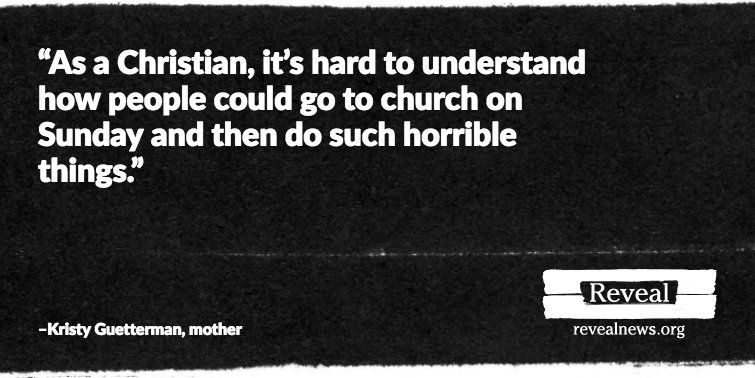 “As a Christian, it’s hard to understand
how people could go to church on
Sunday and then do such horrible
things.”
–Kristy Guetterman, mother
Reveal
revealnews.org